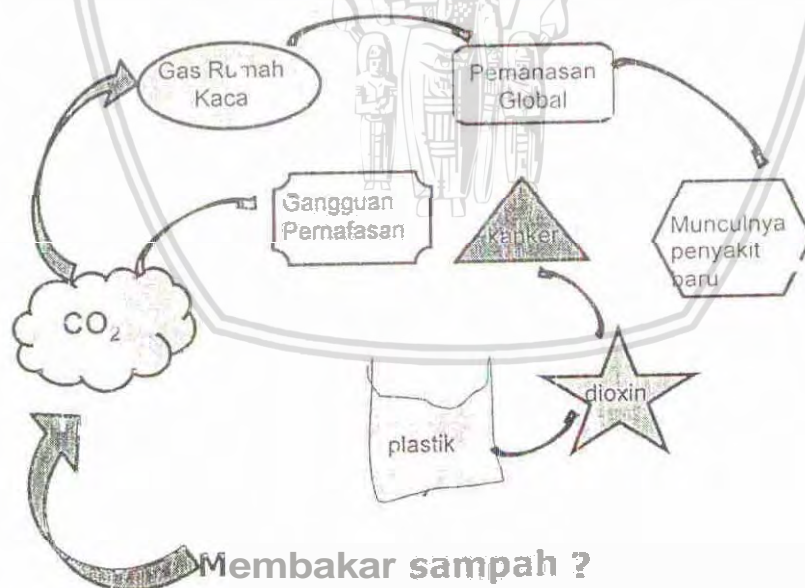 Gas Rumah
Kaca
Pemanasan
Global
Gangguan
Pernafasan
kanker
Munculnya
penyakit
baru
CO₂
dioxin
plastik
Membakar sampah ?